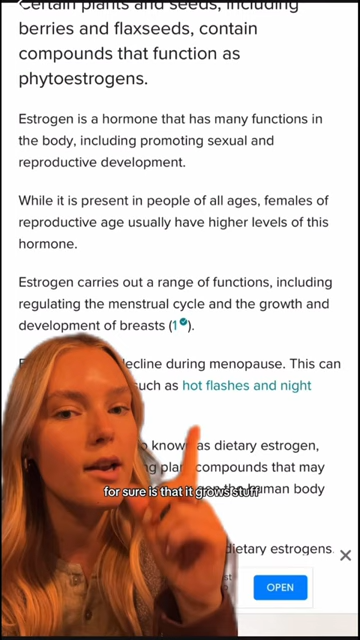 Certain plants and seeds, including
berries and flaxseeds, contain
compounds that function as
phytoestrogens.
Estrogen is a hormone that has many functions in
the body, including promoting sexual and
reproductive development.
While it is present in people of all ages, females of
reproductive age usually have higher levels of this
hormone.
Estrogen carries out a range of functions, including
regulating the menstrual cycle and the growth and
development of breasts (1).
decline during menopause. This can
such as hot flashes and night
known as dietary estrogen,
plant compounds that may
human body
for sure is that it grows stuff
dietary estrogens.
OPEN